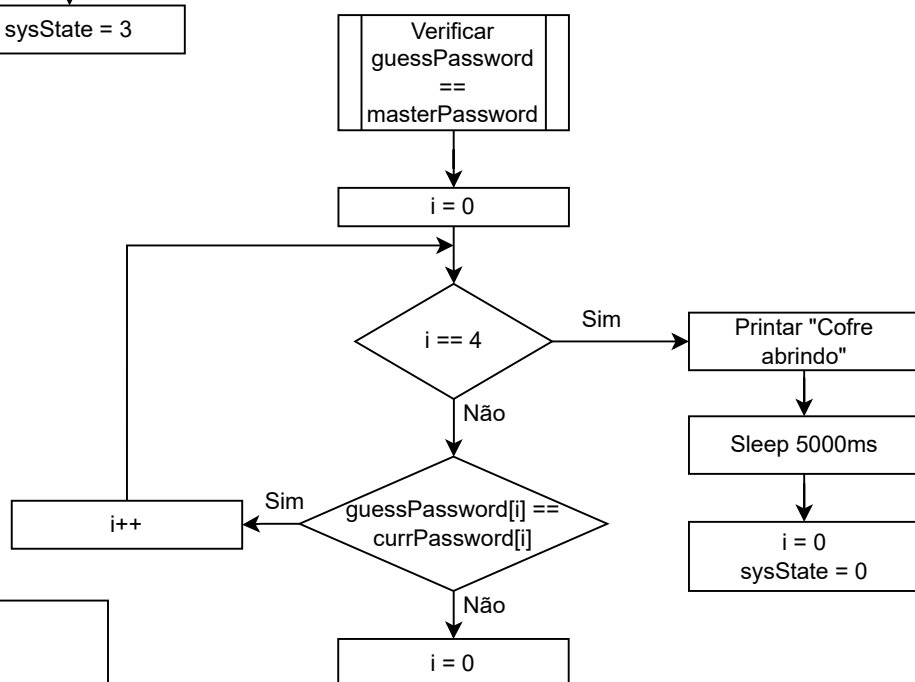 sysState = 3
Verificar
guessPassword
==
masterPassword
i = 0
i == 4
Sim
Printar "Cofre
abrindo"
Não
Sleep 5000ms
guessPassword[i] ==
currPassword[i]
Sim
i++
i = 0
sysState = 0
Não
i = 0